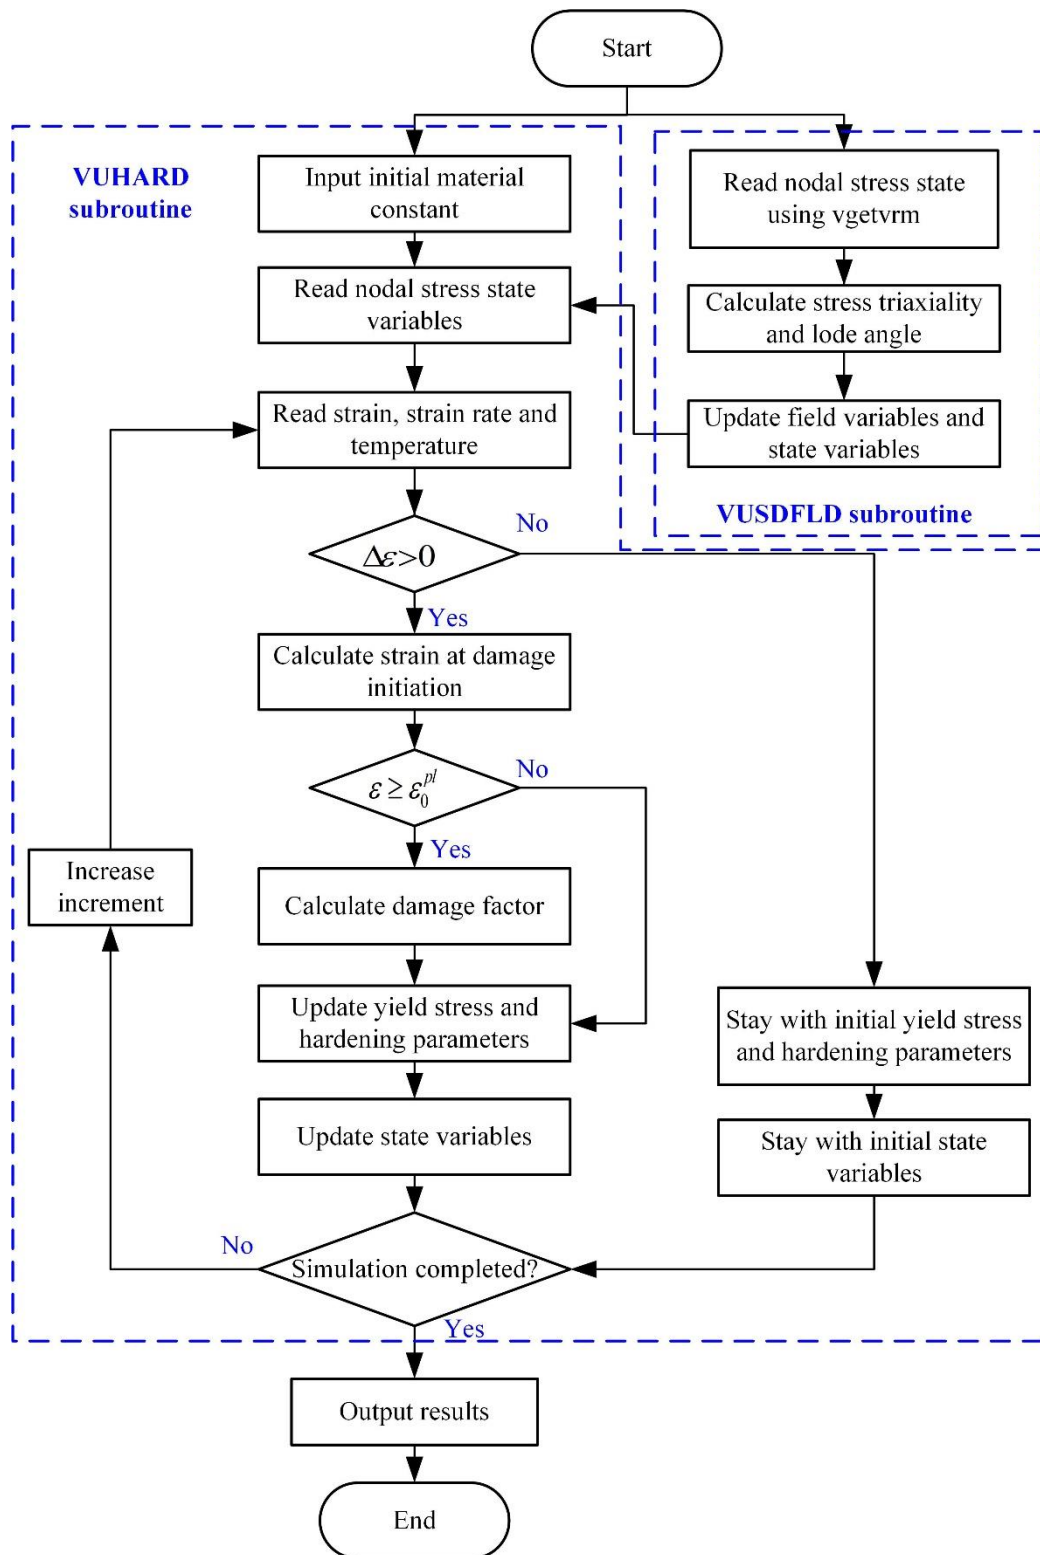 Start
VUHARD
subroutine
Input initial material
constant
Read nodal stress state
variables
Read strain, strain rate and
temperature
Read nodal stress state
using vgetvrm
Calculate stress triaxiality
and lode angle
Update field variables and
state variables
VUSDFLD subroutine
Δε>0
No
Yes
Calculate strain at damage
initiation
ε ≥ ε₀ᵖˡ
No
Yes
Calculate damage factor
Increase
increment
Update yield stress and
hardening parameters
Update state variables
Stay with initial yield stress
and hardening parameters
Stay with initial state
variables
Simulation completed?
No
Yes
Output results
End